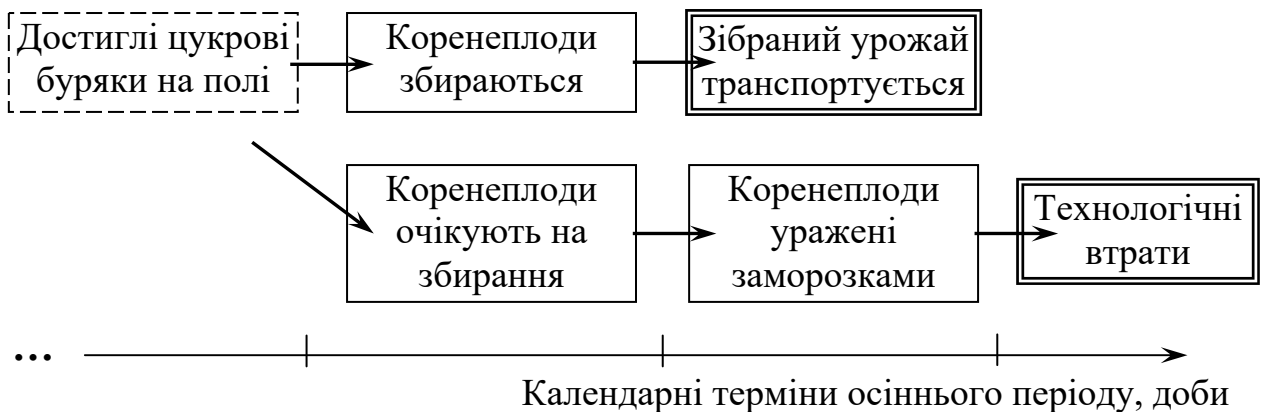 Достиглі цукрові
буряки на полі
Коренеплоди
збираються
Зібраний урожай
транспортується
Коренеплоди
очікують на
збирання
Коренеплоди
уражені
заморозками
Технологічні
втрати
...
Календарні терміни осіннього періоду, доби